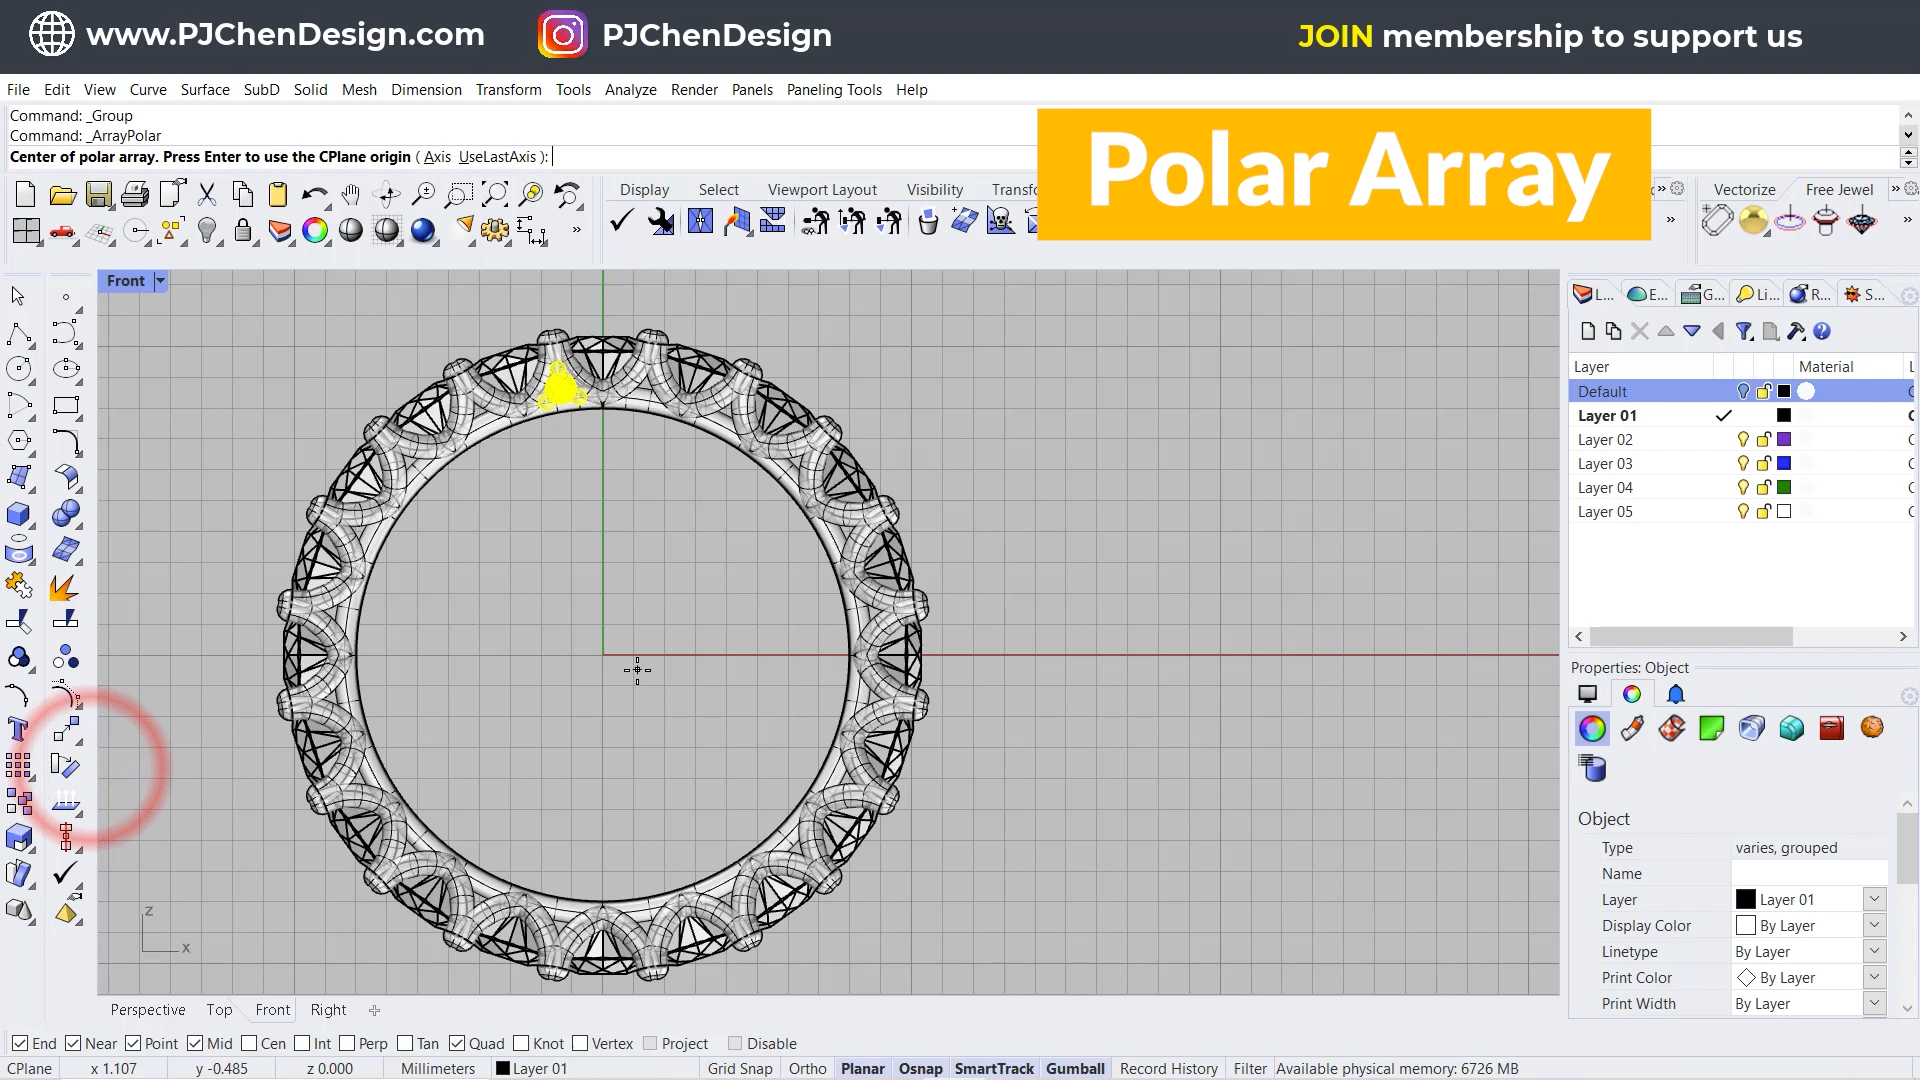 www.PJChenDesign.com PJChenDesign JOIN membership to support us
File Edit View Curve Surface SubD Solid Mesh Dimension Transform Tools Analyze Render Panels Paneling Tools Help
Command: _Group
Command: _ArrayPolar
Center of polar array. Press Enter to use the CPlane origin ( Axis UseLastAxis ):
Polar Array
Display Select Viewport Layout Visibility Transfo Vectorize Free Jewel
Front
L... E... G... Li... R... S...
Layer Material L
Default
Layer 01
Layer 02
Layer 03
Layer 04
Layer 05
Properties: Object
Object
Type varies, grouped
Name
Layer Layer 01
Display Color By Layer
Linetype By Layer
Print Color By Layer
Print Width By Layer
z
x
Perspective Top Front Right
End Near Point Mid Cen Int Perp Tan Quad Knot Vertex Project Disable
CPlane x 1.107 y -0.485 z 0.000 Millimeters Layer 01 Grid Snap Ortho Planar Osnap SmartTrack Gumball Record History Filter Available physical memory: 6726 MB